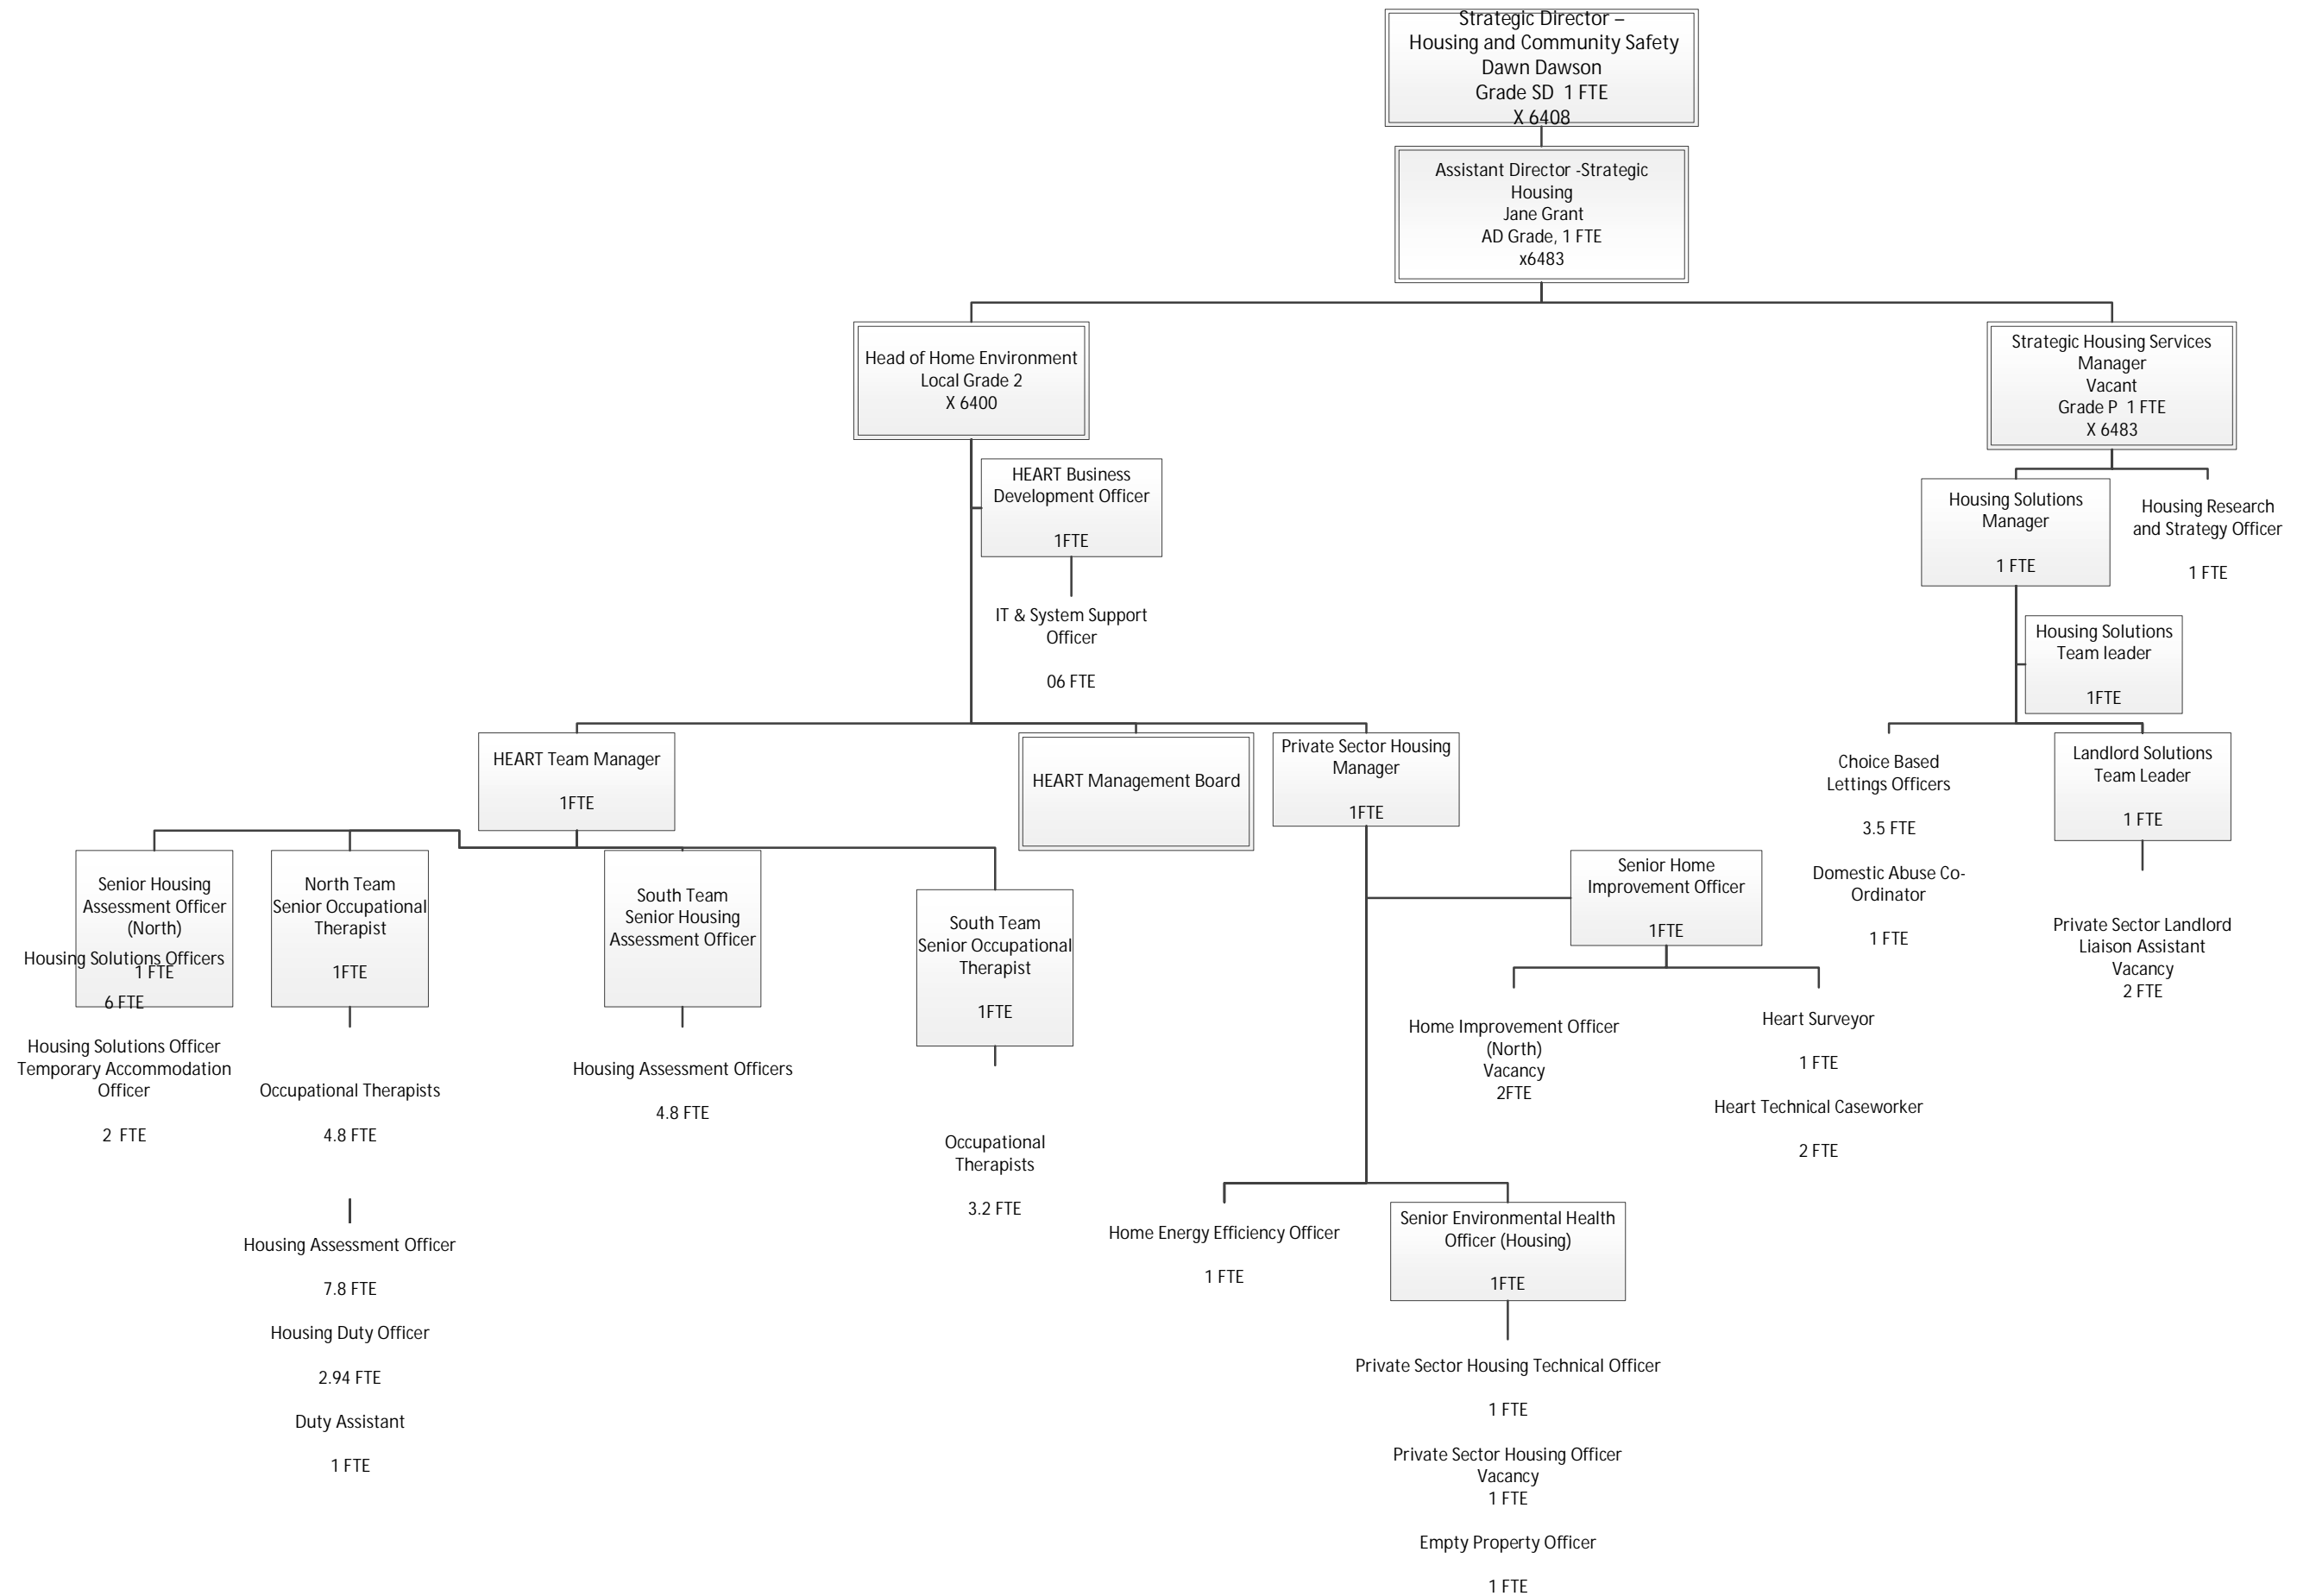 Strategic Director –
Housing and Community Safety
Dawn Dawson
Grade SD  1 FTE
X 6408
Assistant Director -Strategic
Housing
Jane Grant
AD Grade, 1 FTE
x6483
Head of Home Environment
Local Grade 2
X 6400
Strategic Housing Services
Manager
Vacant
Grade P  1 FTE
X 6483
HEART Business
Development Officer
1FTE
IT & System Support
Officer
06 FTE
Housing Solutions
Manager
1 FTE
Housing Research
and Strategy Officer
1 FTE
Housing Solutions
Team leader
1FTE
HEART Team Manager
1FTE
HEART Management Board
Private Sector Housing
Manager
1FTE
Choice Based
Lettings Officers
3.5 FTE
Domestic Abuse Co-
Ordinator
1 FTE
Landlord Solutions
Team Leader
1 FTE
Private Sector Landlord
Liaison Assistant
Vacancy
2 FTE
Senior Housing
Assessment Officer
(North)
1 FTE
Housing Solutions Officers
6 FTE
Housing Solutions Officer
Temporary Accommodation
Officer
2  FTE
North Team
Senior Occupational
Therapist
1FTE
Occupational Therapists
4.8 FTE
Housing Assessment Officer
7.8 FTE
Housing Duty Officer
2.94 FTE
Duty Assistant
1 FTE
South Team
Senior Housing
Assessment Officer
Housing Assessment Officers
4.8 FTE
South Team
Senior Occupational
Therapist
1FTE
Occupational
Therapists
3.2 FTE
Senior Home
Improvement Officer
1FTE
Home Improvement Officer
(North)
Vacancy
2FTE
Heart Surveyor
1 FTE
Heart Technical Caseworker
2 FTE
Home Energy Efficiency Officer
1 FTE
Senior Environmental Health
Officer (Housing)
1FTE
Private Sector Housing Technical Officer
1 FTE
Private Sector Housing Officer
Vacancy
1 FTE
Empty Property Officer
1 FTE